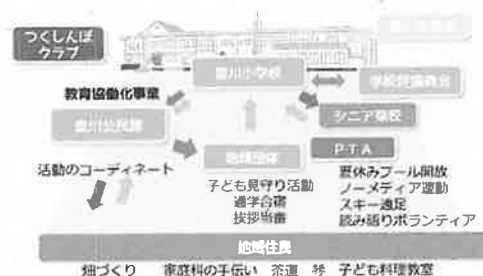 つくしんぼ
クラブ
豊川小学校
学校評議員会
教育協働化事業
豊川公民館
シニア学校
地域団体
PTA
活動のコーディネート
子ども見守り活動
通学合宿
挨拶当番
夏休みプール開放
ノーメディア運動
スキー遠足
読み語りボランティア
地域住民
畑づくり 家庭科の手伝い 茶道 琴 子ども料理教室